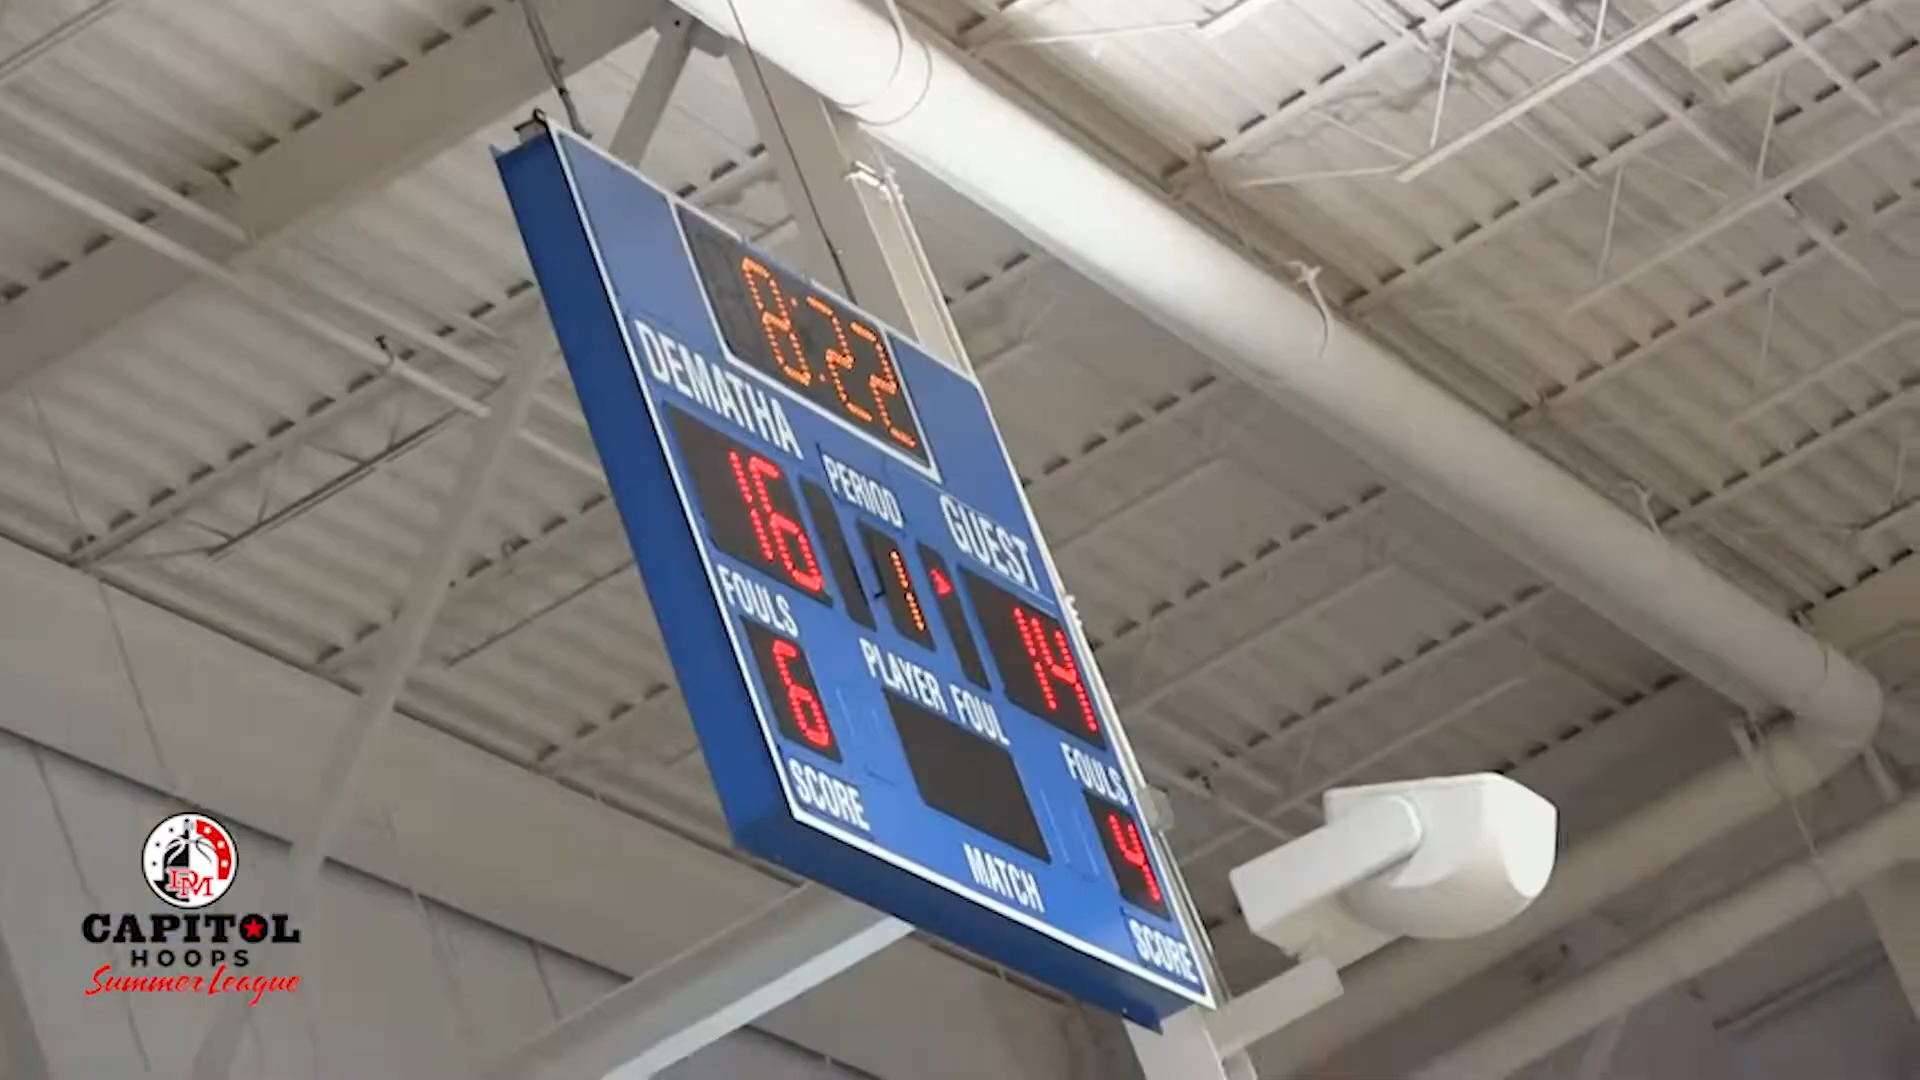 8:22
DEMATHA
PERIOD
GUEST
16
1
14
FOULS
PLAYER FOUL
FOULS
6
4
SCORE
MATCH
SCORE
DM
CAPITOL
HOOPS
Summer League